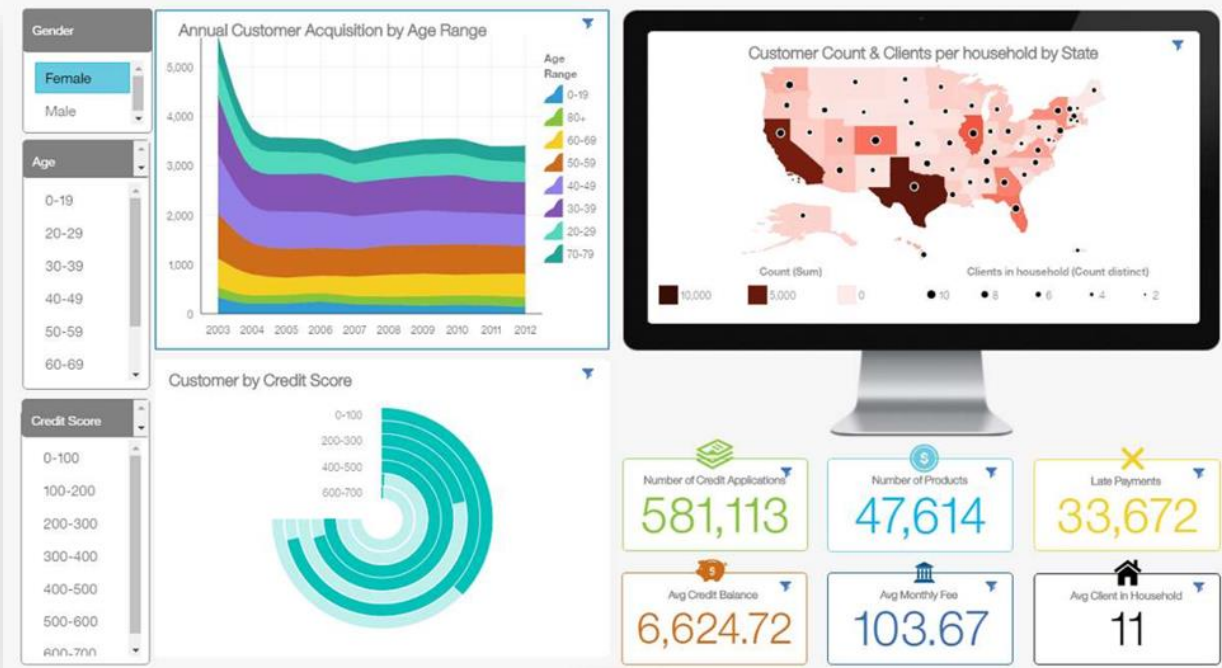 Gender
Female
Male
Age
0-19
20-29
30-39
40-49
50-59
60-69
Credit Score
0-100
100-200
200-300
300-400
400-500
500-600
600-700
Annual Customer Acquisition by Age Range
5,000
4,000
3,000
2,000
1,000
0
2003 2004 2005 2006 2007 2008 2009 2010 2011 2012
Age
Range
0-19
80+
60-69
50-59
40-49
30-39
20-29
70-79
Customer by Credit Score
0-100
200-300
400-500
600-700
Customer Count & Clients per household by State
Count (Sum)
10,000 5,000 0
Clients in household (Count distinct)
10 8 6 4 2
Number of Credit Applications
581,113
Number of Products
47,614
Late Payments
33,672
Avg Credit Balance
6,624.72
Avg Monthly Fee
103.67
Avg Client in Household
11